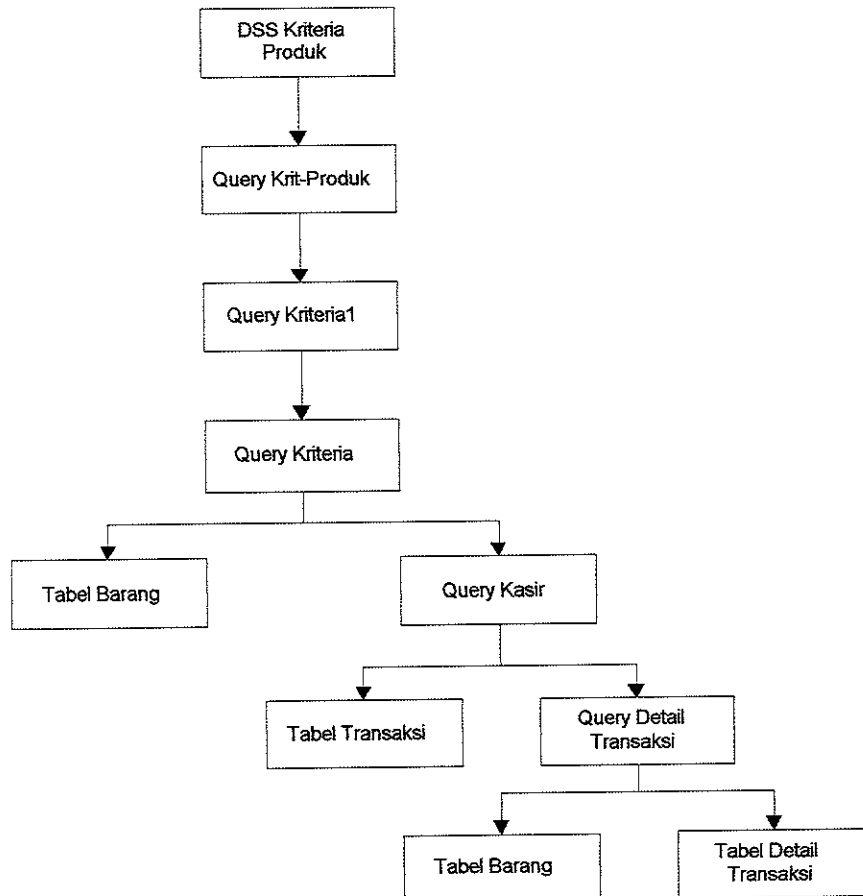 DSS Kriteria
Produk
Query Krit-Produk
Query Kriteria1
Query Kriteria
Tabel Barang
Query Kasir
Tabel Transaksi
Query Detail
Transaksi
Tabel Barang
Tabel Detail
Transaksi